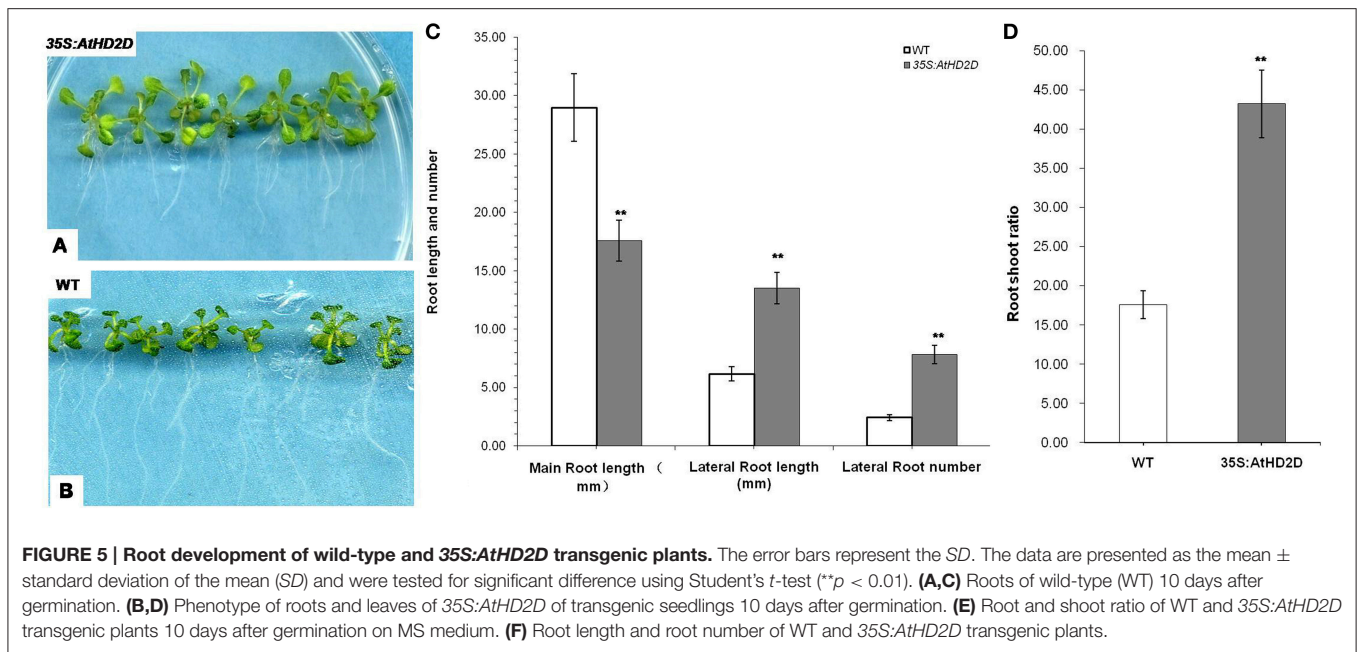 35S:AtHD2D
A
WT
B
C
35.00
30.00
25.00
20.00
15.00
10.00
5.00
0.00
Root length and number
WT
35S:AtHD2D
**
**
**
Main Root length （
mm）
Lateral Root length
(mm)
Lateral Root number
D
50.00
45.00
40.00
35.00
30.00
25.00
20.00
15.00
10.00
5.00
0.00
Root shoot ratio
**
WT
35S:AtHD2D
FIGURE 5 | Root development of wild-type and 35S:AtHD2D transgenic plants. The error bars represent the SD. The data are presented as the mean ±
standard deviation of the mean (SD) and were tested for significant difference using Student's t-test (**p < 0.01). (A,C) Roots of wild-type (WT) 10 days after
germination. (B,D) Phenotype of roots and leaves of 35S:AtHD2D of transgenic seedlings 10 days after germination. (E) Root and shoot ratio of WT and 35S:AtHD2D
transgenic plants 10 days after germination on MS medium. (F) Root length and root number of WT and 35S:AtHD2D transgenic plants.